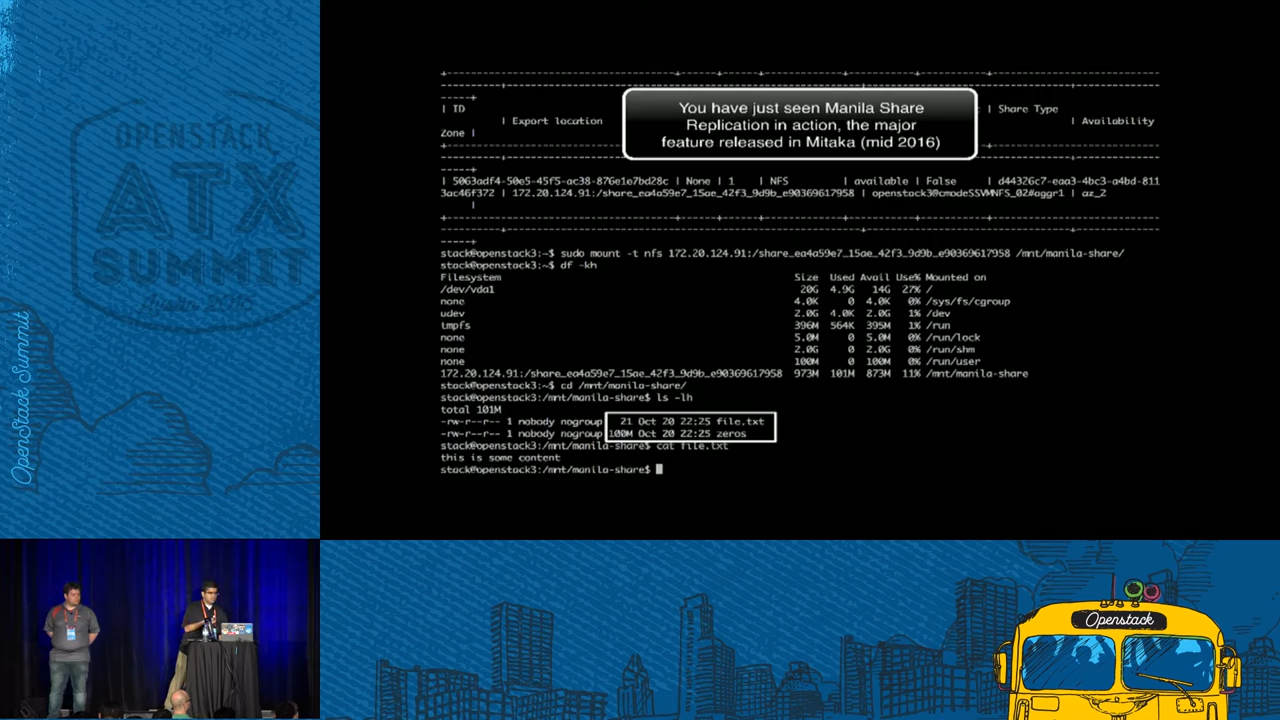 OPENSTACK
ATX
SUMMIT
OpenStack Summit
You have just seen Manila Share
Replication in action, the major
feature released in Mitaka (mid 2016)
| ID
| Share Type
| Export location
| Availability
Zone |
| 5063adf4-50e5-45f5-ac38-876e1e7bd28c | None | 1 | NFS | available | False | d44326c7-eaa3-4bc3-a4bd-811
3ac46f372 | 172.20.124.91:/share_ea4a59e7_15ae_42f3_9d9b_e90369617958 | openstack3@cmodeSSVMNFS_02#aggr1 | az_2
|
stack@openstack3:~$ sudo mount -t nfs 172.20.124.91:/share_ea4a59e7_15ae_42f3_9d9b_e90369617958 /mnt/manila-share/
stack@openstack3:~$ df -kh
Filesystem Size Used Avail Use% Mounted on
/dev/vda1 20G 4.9G 14G 27% /
none 4.0K 0 4.0K 0% /sys/fs/cgroup
udev 2.0G 4.0K 2.0G 1% /dev
tmpfs 396M 564K 395M 1% /run
none 5.0M 0 5.0M 0% /run/lock
none 2.0G 0 2.0G 0% /run/shm
none 100M 0 100M 0% /run/user
172.20.124.91:/share_ea4a59e7_15ae_42f3_9d9b_e90369617958 973M 101M 873M 11% /mnt/manila-share
stack@openstack3:~$ cd /mnt/manila-share/
stack@openstack3:/mnt/manila-share$ ls -lh
total 101M
-rw-r--r-- 1 nobody nogroup 21 Oct 20 22:25 file.txt
-rw-r--r-- 1 nobody nogroup 100M Oct 20 22:25 zeros
stack@openstack3:/mnt/manila-share$ cat file.txt
this is some content
stack@openstack3:/mnt/manila-share$
Openstack